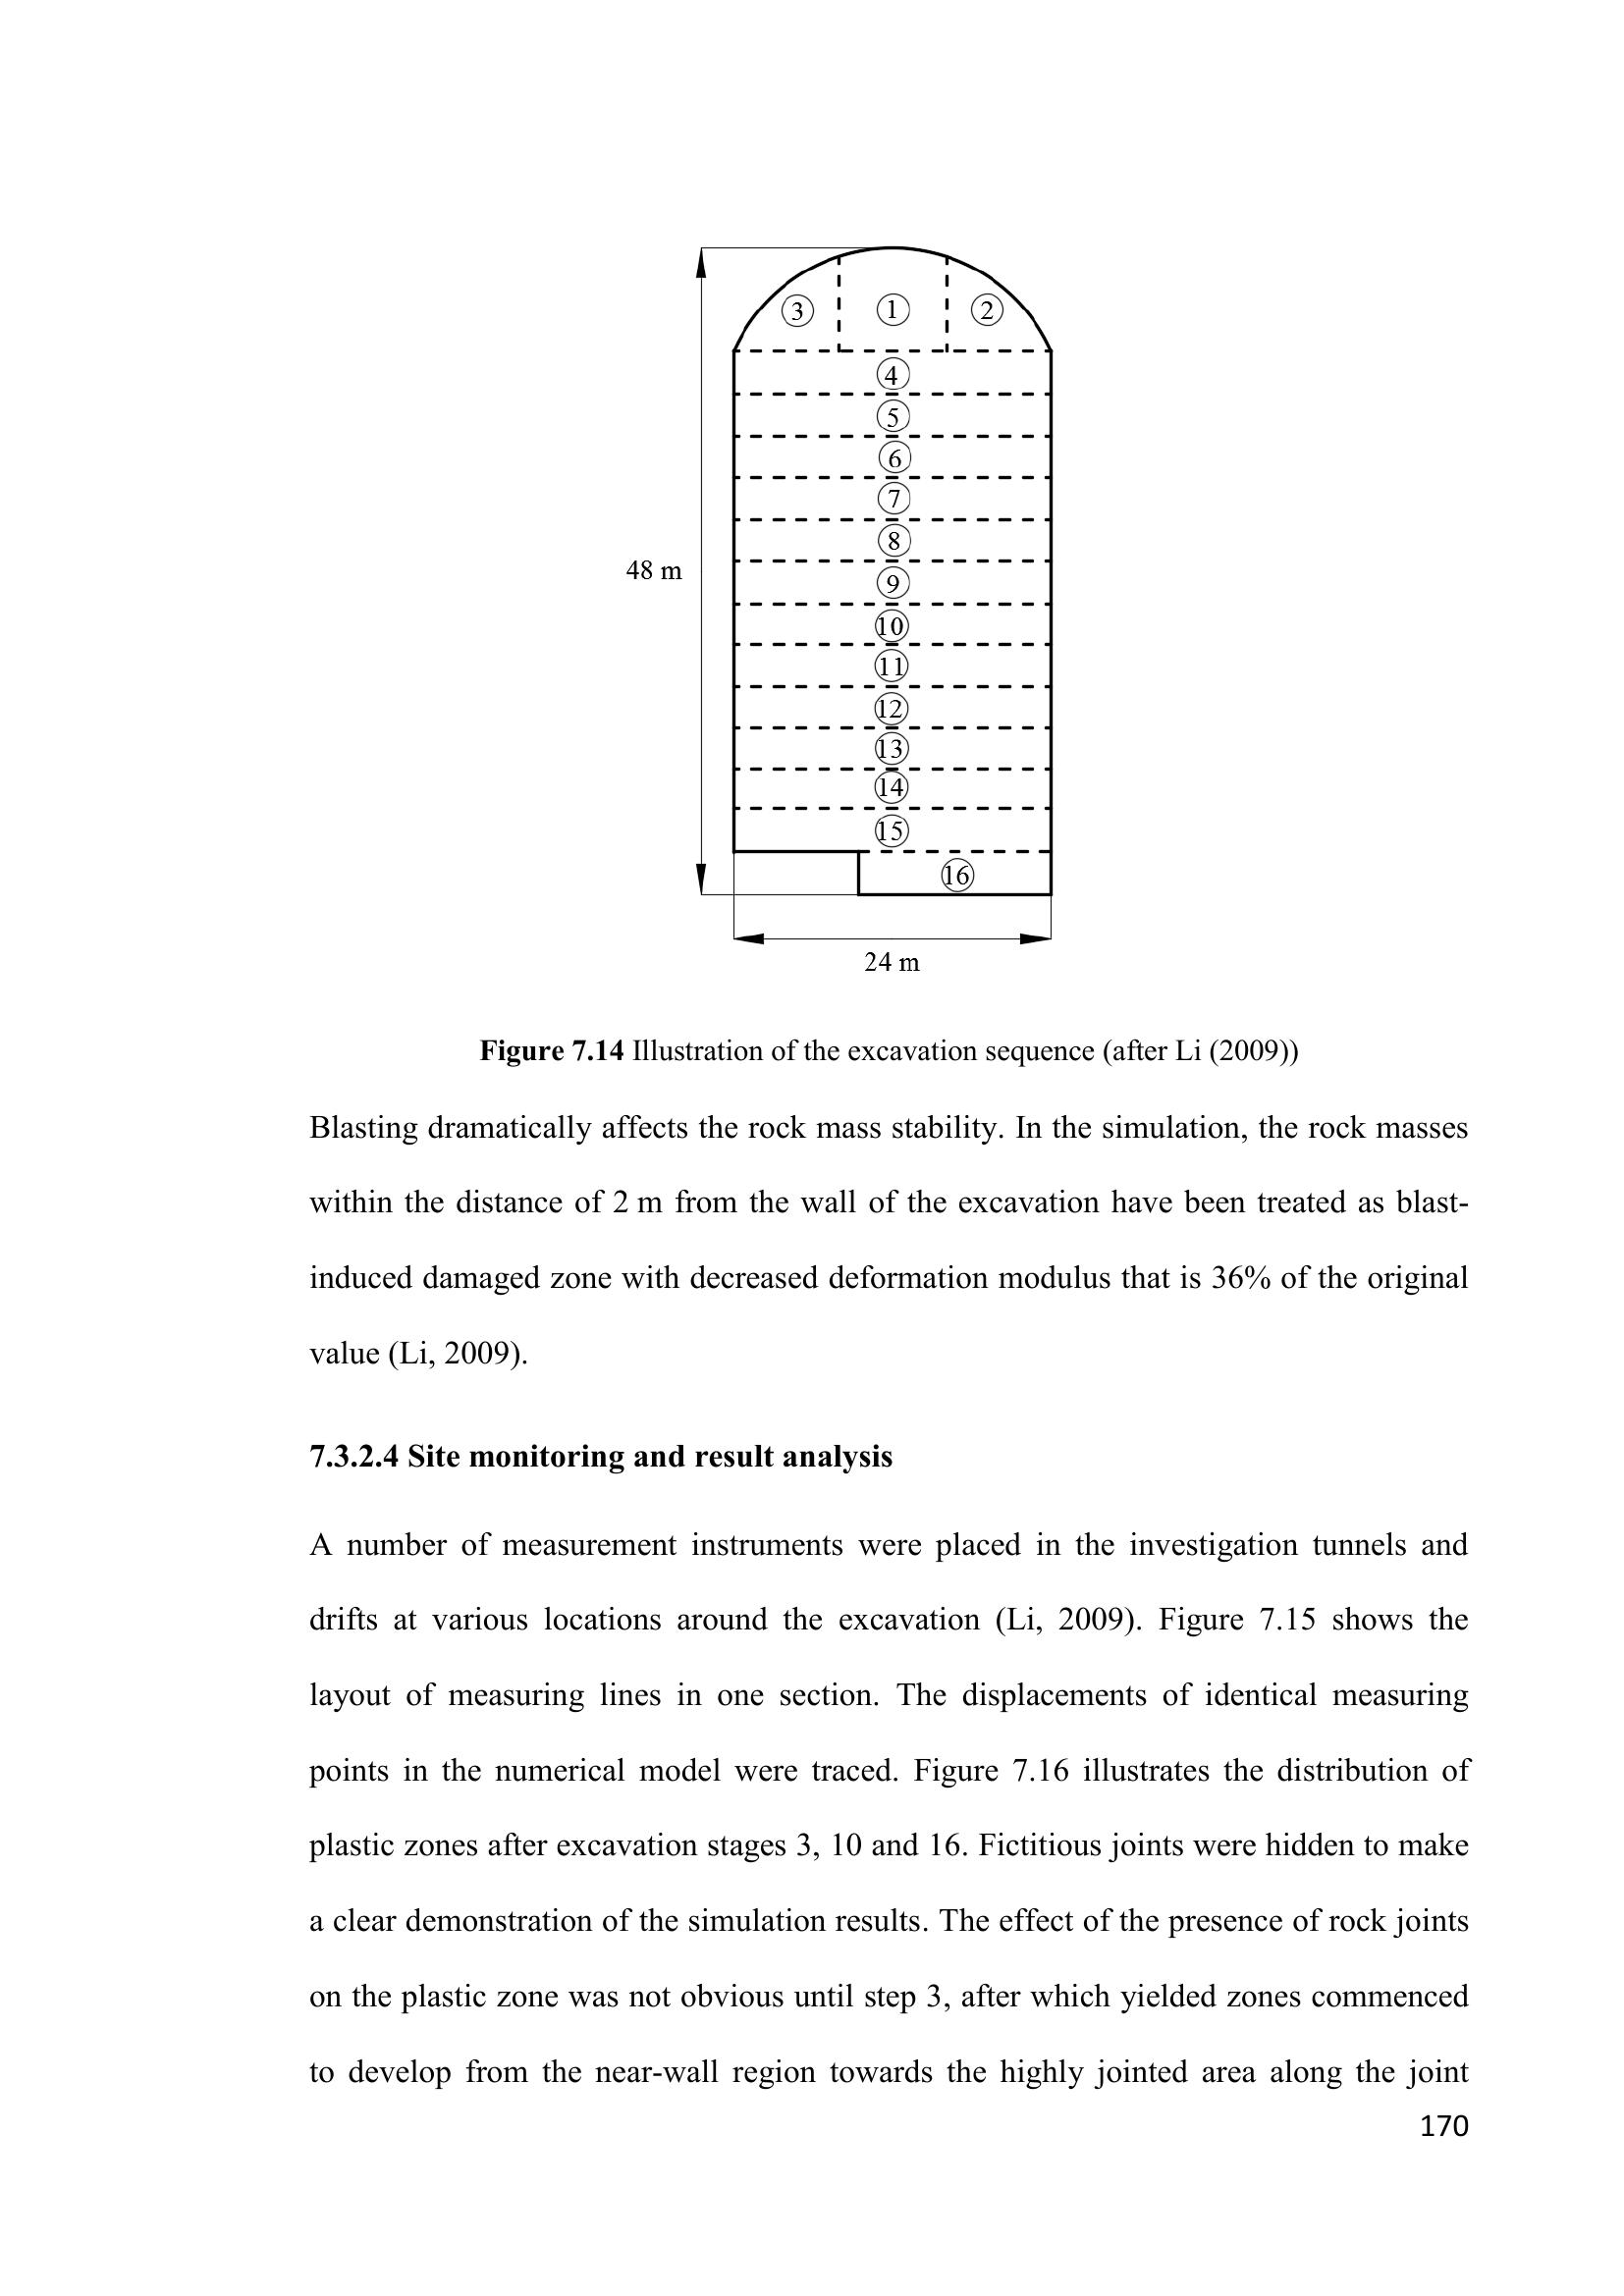 ③ ① ②
④
⑤
⑥
⑦
⑧
48 m
⑨
⑩
⑪
⑫
⑬
⑭
⑮
⑯
24 m
Figure 7.14 Illustration of the excavation sequence (after Li (2009))
Blasting dramatically affects the rock mass stability. In the simulation, the rock masses
within the distance of 2 m from the wall of the excavation have been treated as blast-
induced damaged zone with decreased deformation modulus that is 36% of the original
value (Li, 2009).
7.3.2.4 Site monitoring and result analysis
A number of measurement instruments were placed in the investigation tunnels and
drifts at various locations around the excavation (Li, 2009). Figure 7.15 shows the
layout of measuring lines in one section. The displacements of identical measuring
points in the numerical model were traced. Figure 7.16 illustrates the distribution of
plastic zones after excavation stages 3, 10 and 16. Fictitious joints were hidden to make
a clear demonstration of the simulation results. The effect of the presence of rock joints
on the plastic zone was not obvious until step 3, after which yielded zones commenced
to develop from the near-wall region towards the highly jointed area along the joint
170